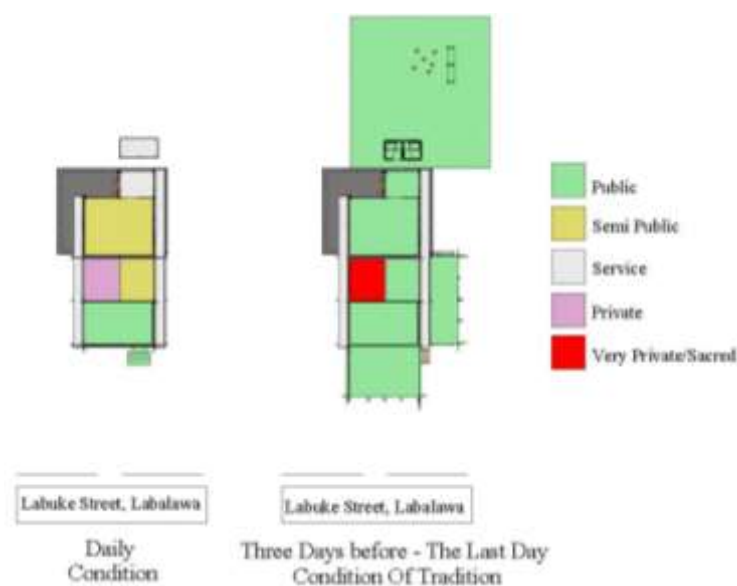 Public
Semi Public
Service
Private
Very Private/Sacred
Labuke Street, Labalawa
Labuke Street, Labalawa
Daily
Condition
Three Days before - The Last Day
Condition Of Tradition